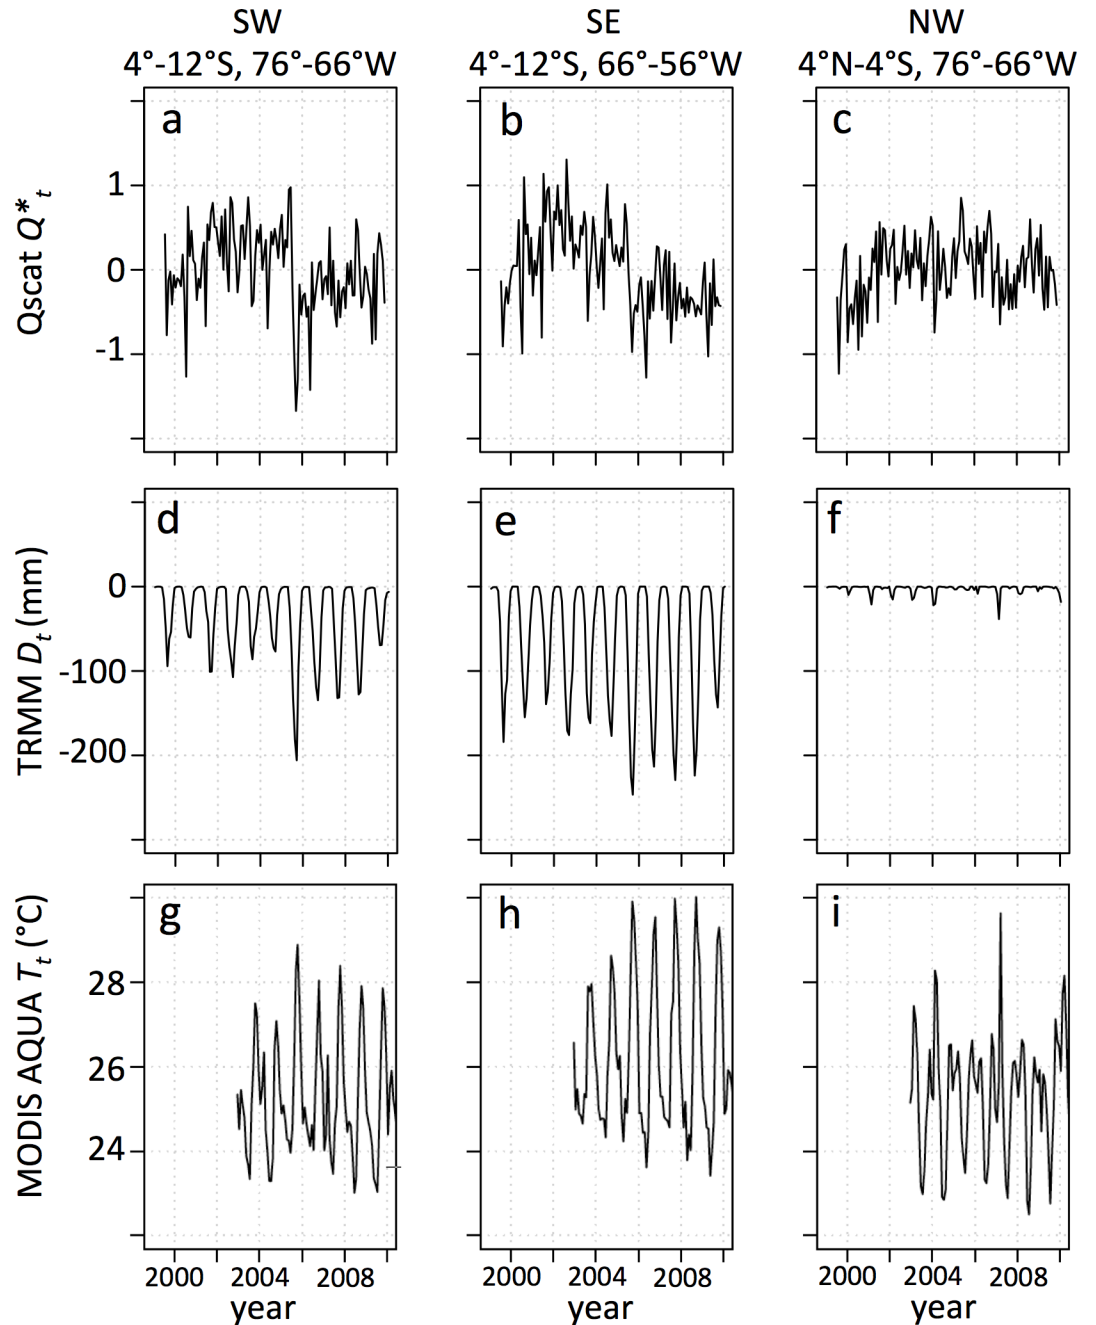 SW
4°-12°S, 76°-66°W
SE
4°-12°S, 66°-56°W
NW
4°N-4°S, 76°-66°W
Qscat Q*t
1
0
-1
a
b
c
TRMM Dt (mm)
0
-100
-200
d
e
f
MODIS AQUA Tt (°C)
28
26
24
g
h
i
2000 2004 2008
year
2000 2004 2008
year
2000 2004 2008
year